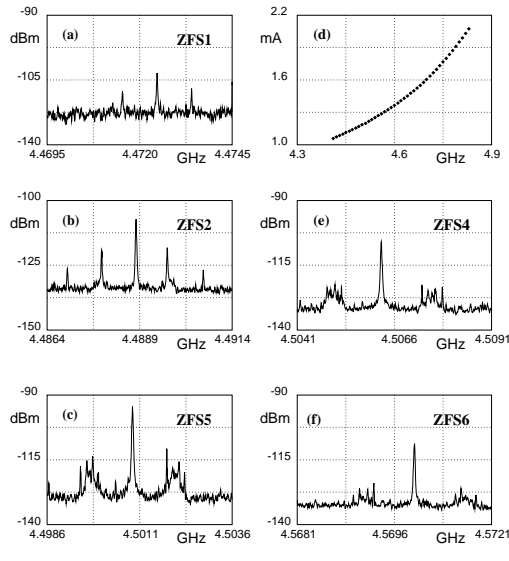 -90
dBm
(a)
ZFS1
-105
-140
4.4695
4.4720
4.4745
GHz
2.2
mA
(d)
1.6
1.0
4.3
4.6
4.9
GHz
-100
dBm
(b)
ZFS2
-125
-150
4.4864
4.4889
4.4914
GHz
-90
dBm
(e)
ZFS4
-115
-140
4.5041
4.5066
4.5091
GHz
-90
dBm
(c)
ZFS5
-115
-140
4.4986
4.5011
4.5036
GHz
-90
dBm
(f)
ZFS6
-115
-140
4.5681
4.5696
4.5721
GHz